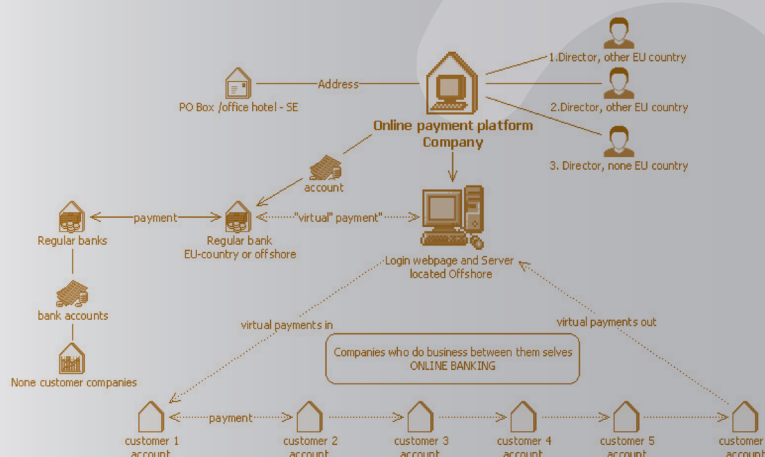 1.Director, other EU country
Address
PO Box /office hotel - SE
2.Director, other EU country
Online payment platform
Company
3. Director, none EU country
account
payment
"virtual" payment"
Regular banks
Regular bank
EU-country or offshore
Login webpage and Server
located Offshore
bank accounts
virtual payments in
virtual payments out
Companies who do business between them selves
ONLINE BANKING
None customer companies
payment
customer 1
account
customer 2
account
customer 3
account
customer 4
account
customer 5
account
customer
account